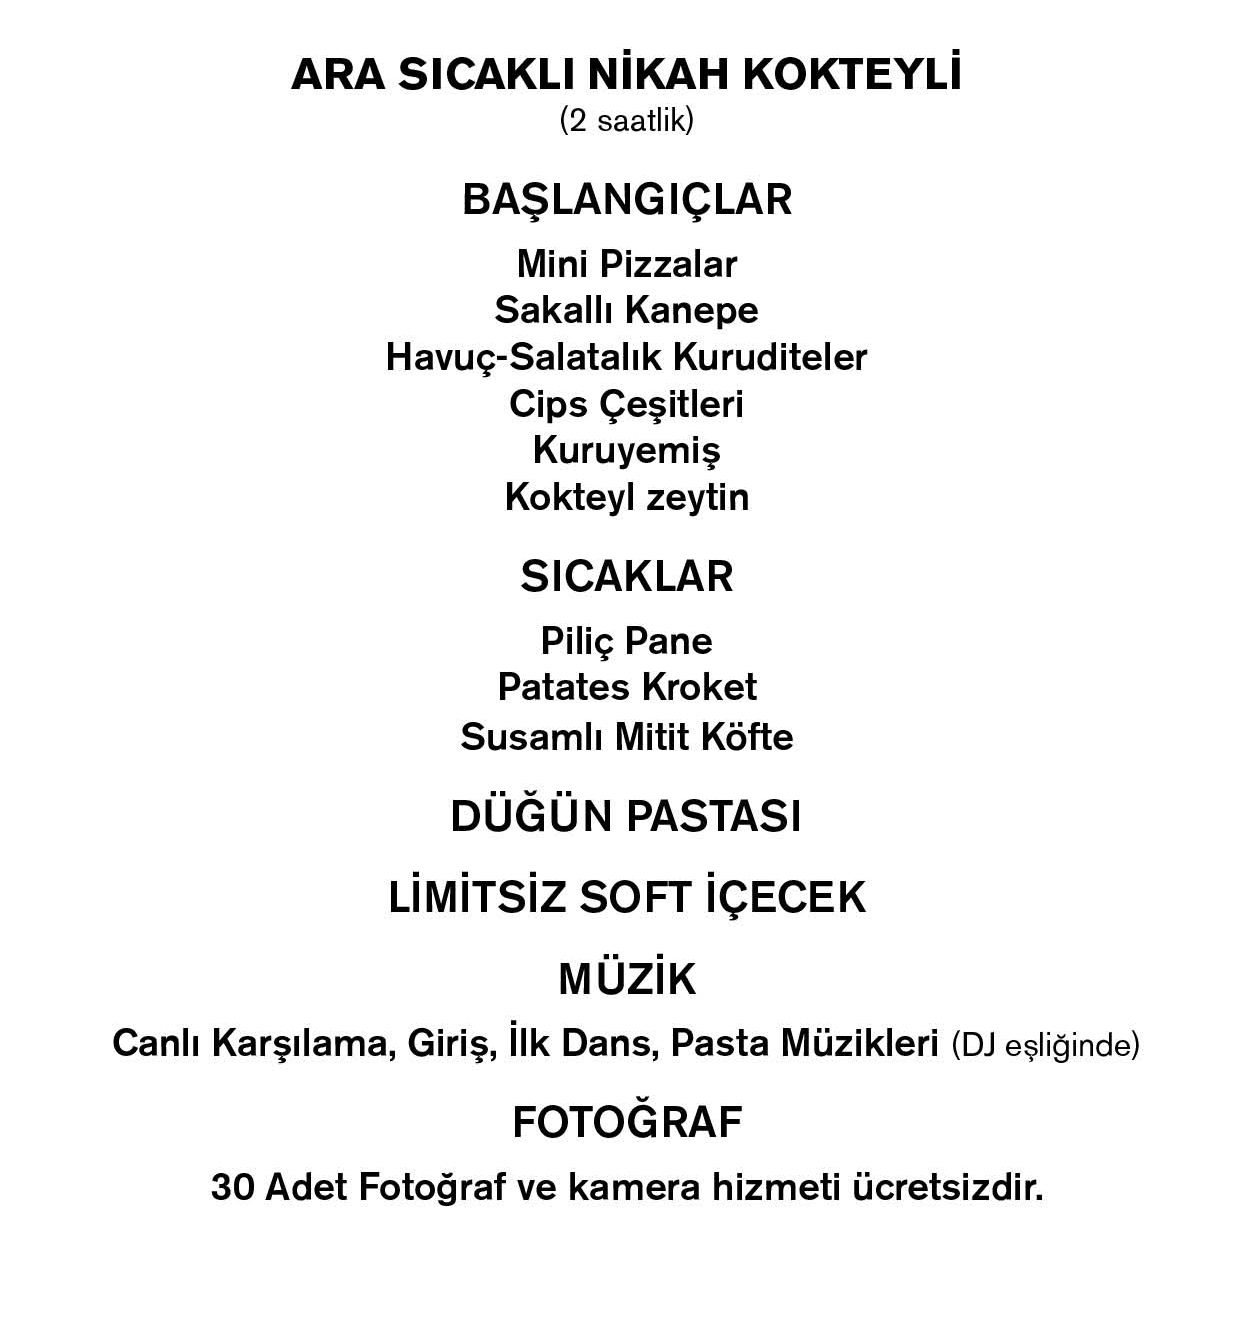 ARA SICAKLI NİKAH KOKTEYLİ
(2 saatlik)
BAŞLANGIÇLAR
Mini Pizzalar
Sakallı Kanepe
Havuç-Salatalık Kuruditeler
Cips Çeşitleri
Kuruyemiş
Kokteyl zeytin
SICAKLAR
Piliç Pane
Patates Kroket
Susamlı Mitit Köfte
DÜĞÜN PASTASI
LİMİTSİZ SOFT İÇECEK
MÜZİK
Canlı Karşılama, Giriş, İlk Dans, Pasta Müzikleri (DJ eşliğinde)
FOTOĞRAF
30 Adet Fotoğraf ve kamera hizmeti ücretsizdir.